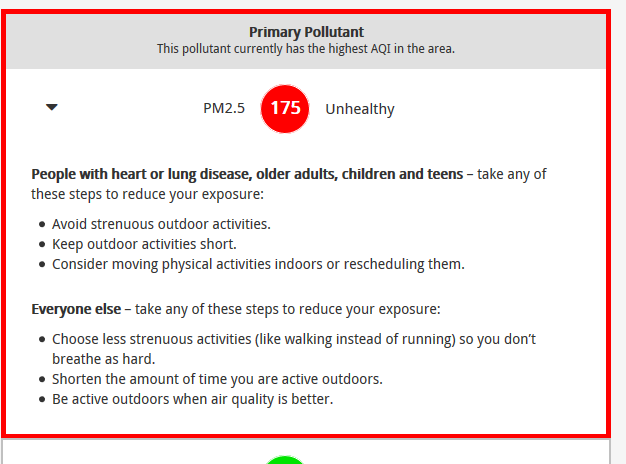 Primary Pollutant
This pollutant currently has the highest AQI in the area.
PM2.5 175 Unhealthy
People with heart or lung disease, older adults, children and teens – take any of
these steps to reduce your exposure:
• Avoid strenuous outdoor activities.
• Keep outdoor activities short.
• Consider moving physical activities indoors or rescheduling them.
Everyone else – take any of these steps to reduce your exposure:
• Choose less strenuous activities (like walking instead of running) so you don’t
breathe as hard.
• Shorten the amount of time you are active outdoors.
• Be active outdoors when air quality is better.